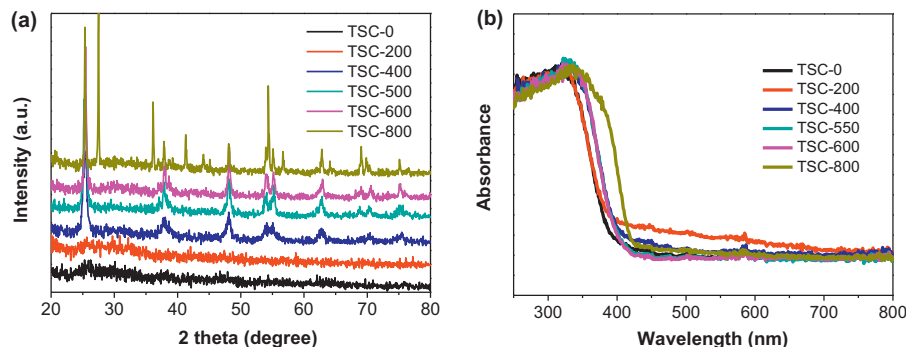 (a)
TSC-0
TSC-200
TSC-400
TSC-500
TSC-600
TSC-800
Intensity (a.u.)
20 30 40 50 60 70 80
2 theta (degree)
(b)
TSC-0
TSC-200
TSC-400
TSC-550
TSC-600
TSC-800
Absorbance
300 400 500 600 700 800
Wavelength (nm)